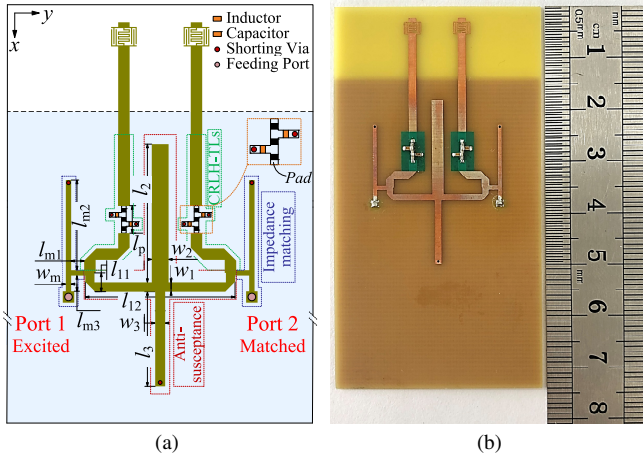 y
x
Inductor
Capacitor
Shorting Via
Feeding Port
CRLH-TLs
Pad
l2
lm2
lm1
lp
w2
w1
wm
l11
l12
lm3
w3
l3
Impedance
matching
Port 1
Excited
Port 2
Matched
Anti-
susceptance
(a)
0.5mm
cm
1
2
3
4
5
mm
6
7
8
(b)